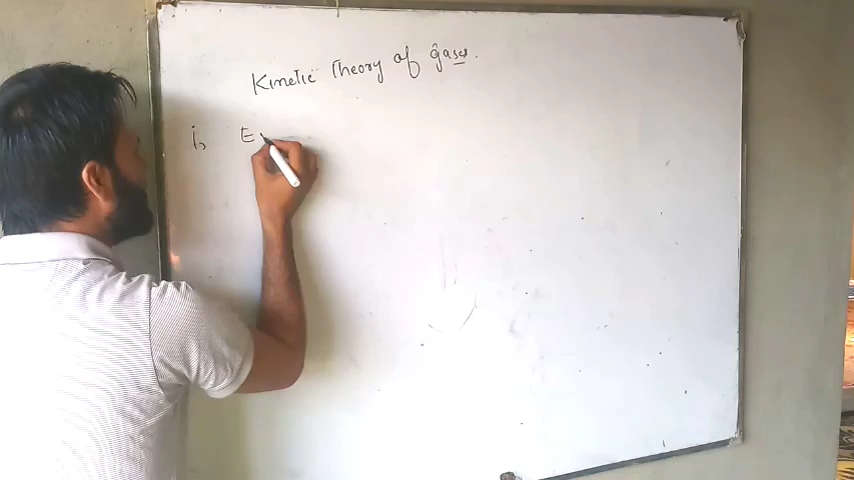 Kinetic Theory of gases.
i, E